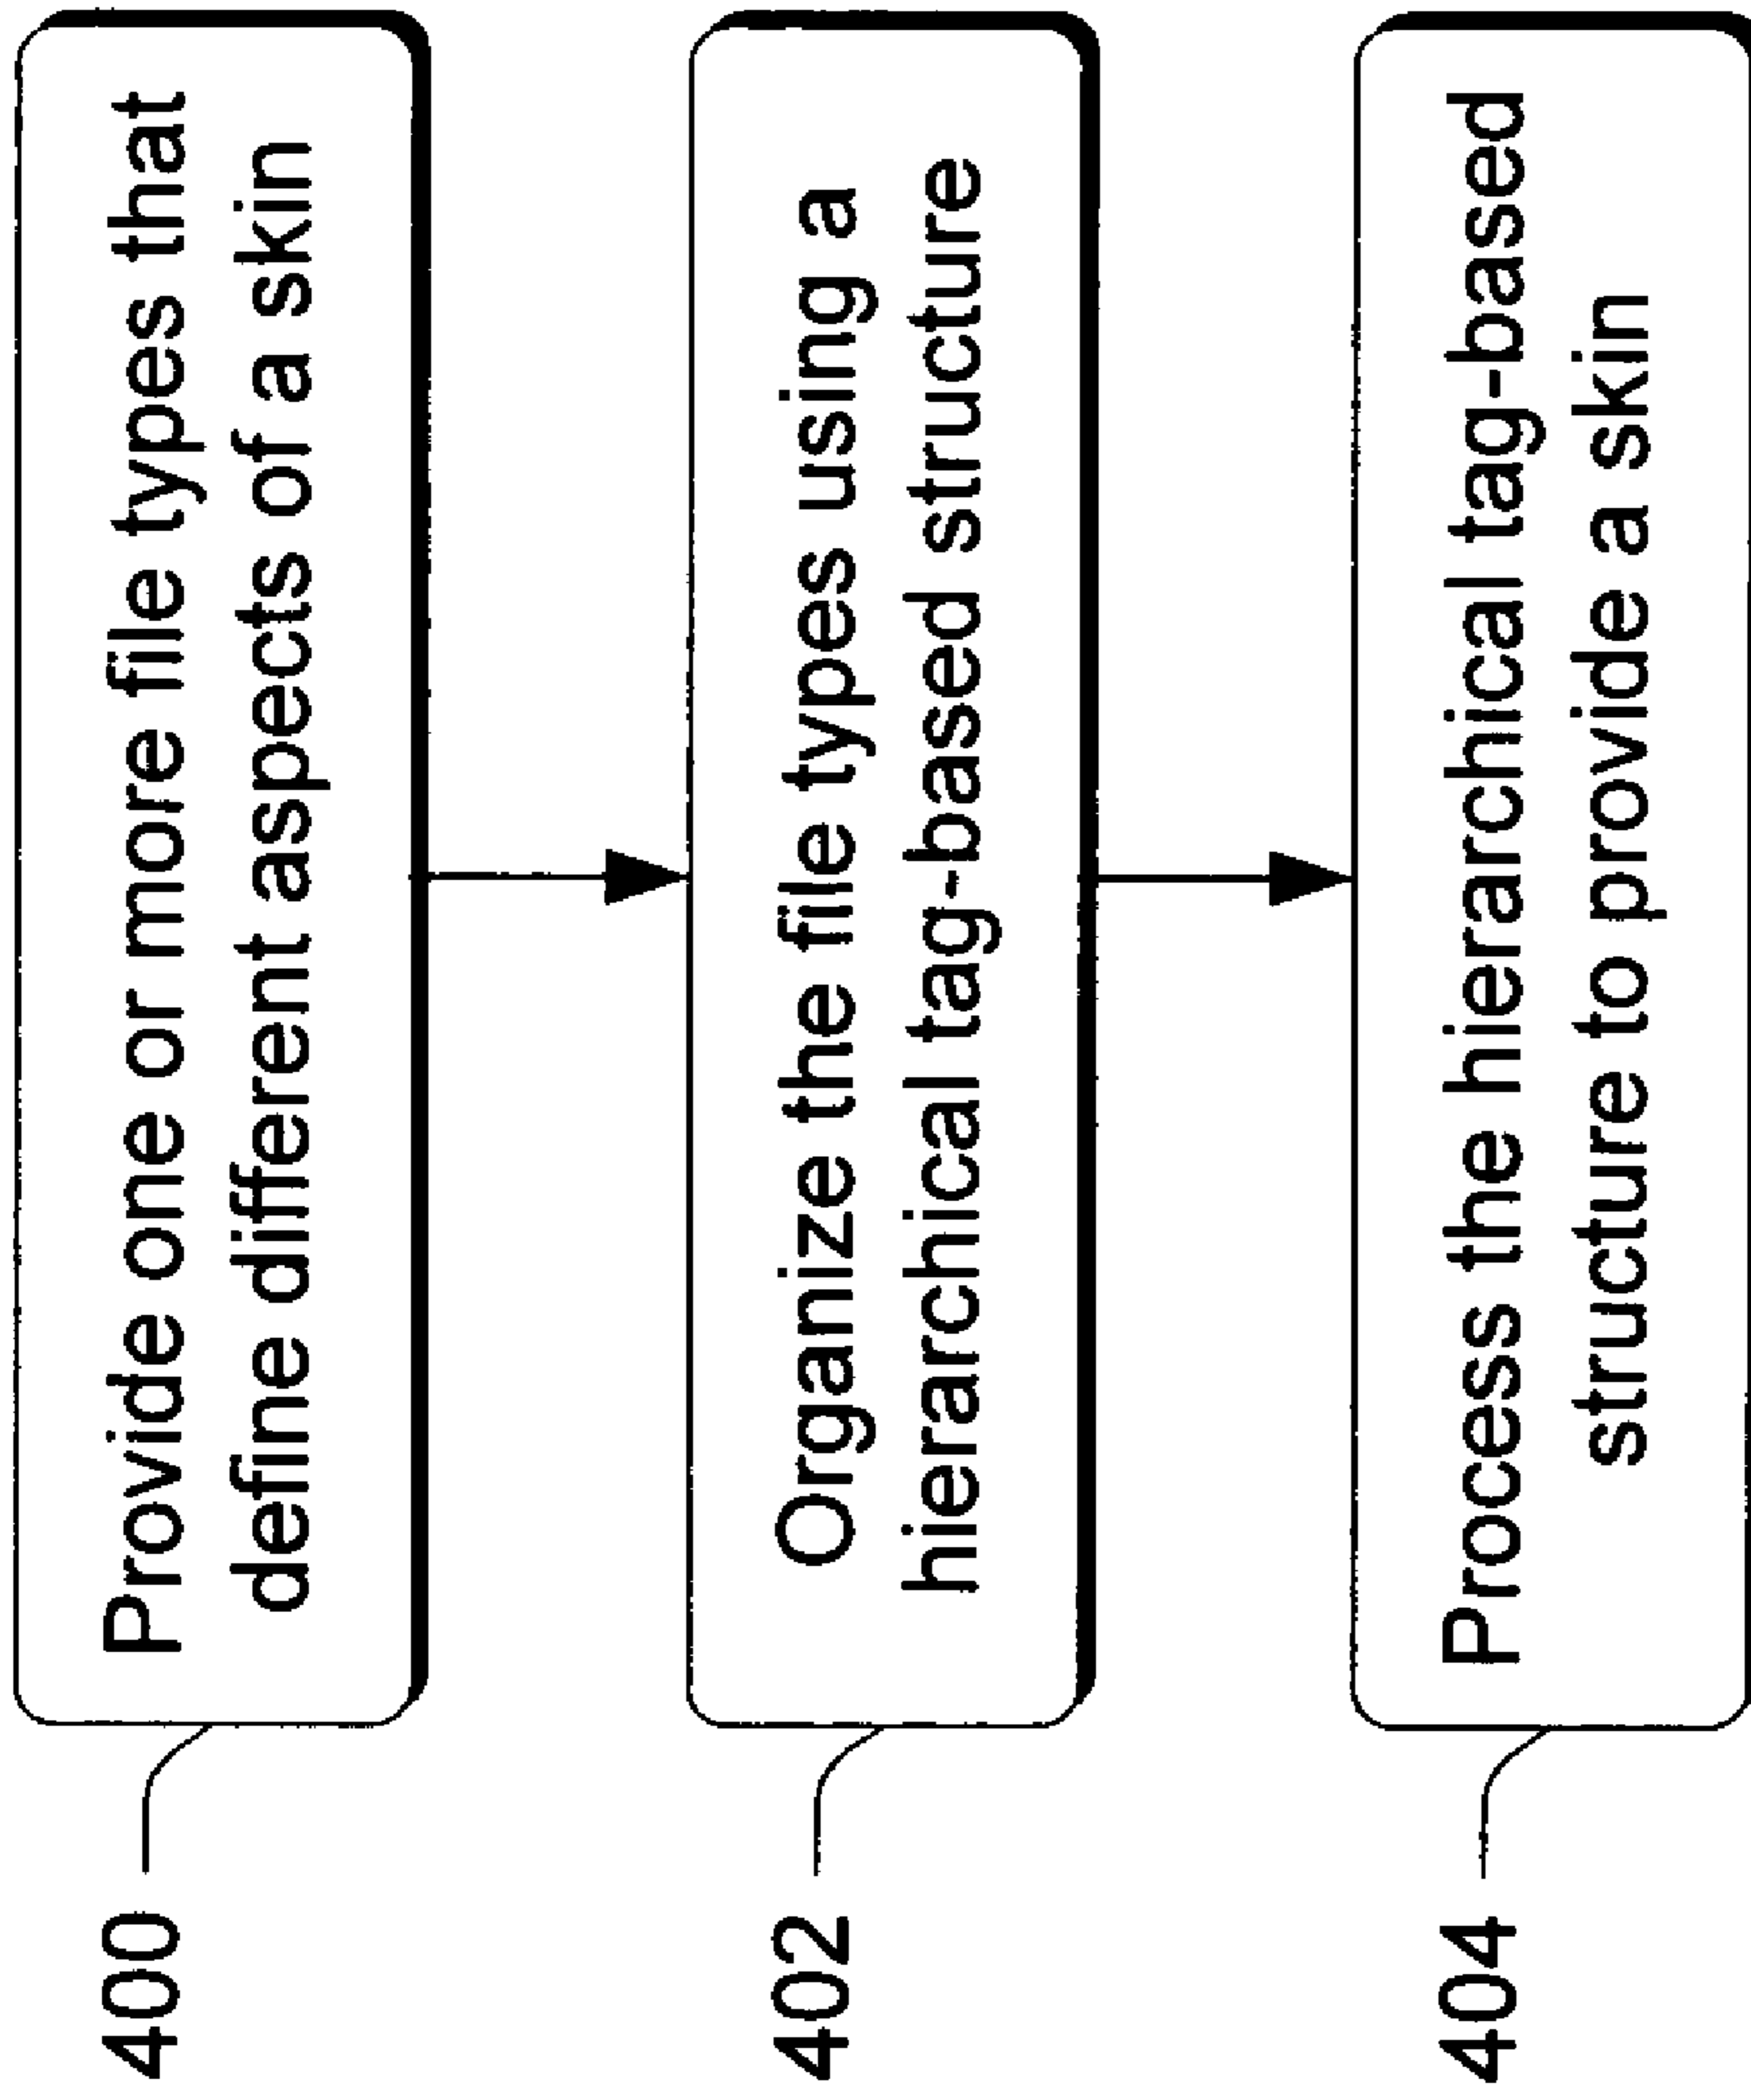 400
Provide one or more file types that
define different aspects of a skin
402
Organize the file types using a
hierarchical tag-based structure
404
Process the hierarchical tag-based
structure to provide a skin